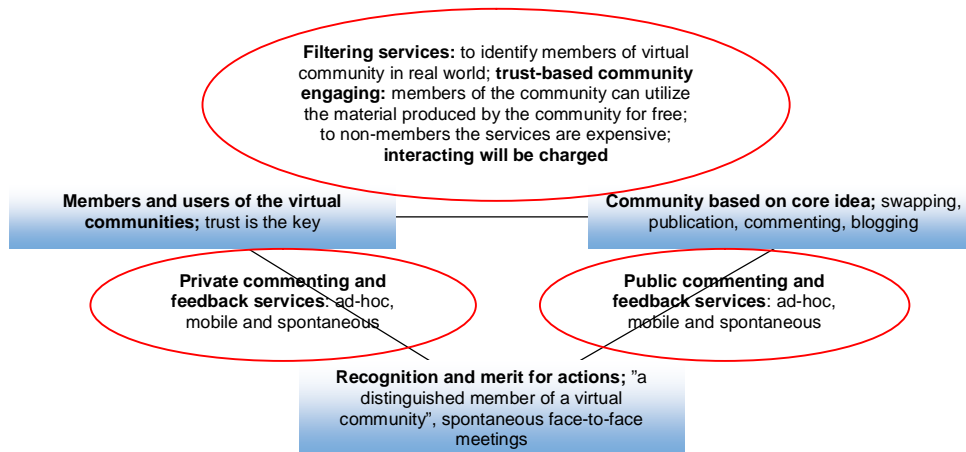 Filtering services: to identify members of virtual
community in real world; trust-based community
engaging: members of the community can utilize
the material produced by the community for free;
to non-members the services are expensive;
interacting will be charged
Members and users of the virtual
communities; trust is the key
Community based on core idea; swapping,
publication, commenting, blogging
Private commenting and
feedback services: ad-hoc,
mobile and spontaneous
Public commenting and
feedback services: ad-hoc,
mobile and spontaneous
Recognition and merit for actions; ”a
distinguished member of a virtual
community”, spontaneous face-to-face
meetings